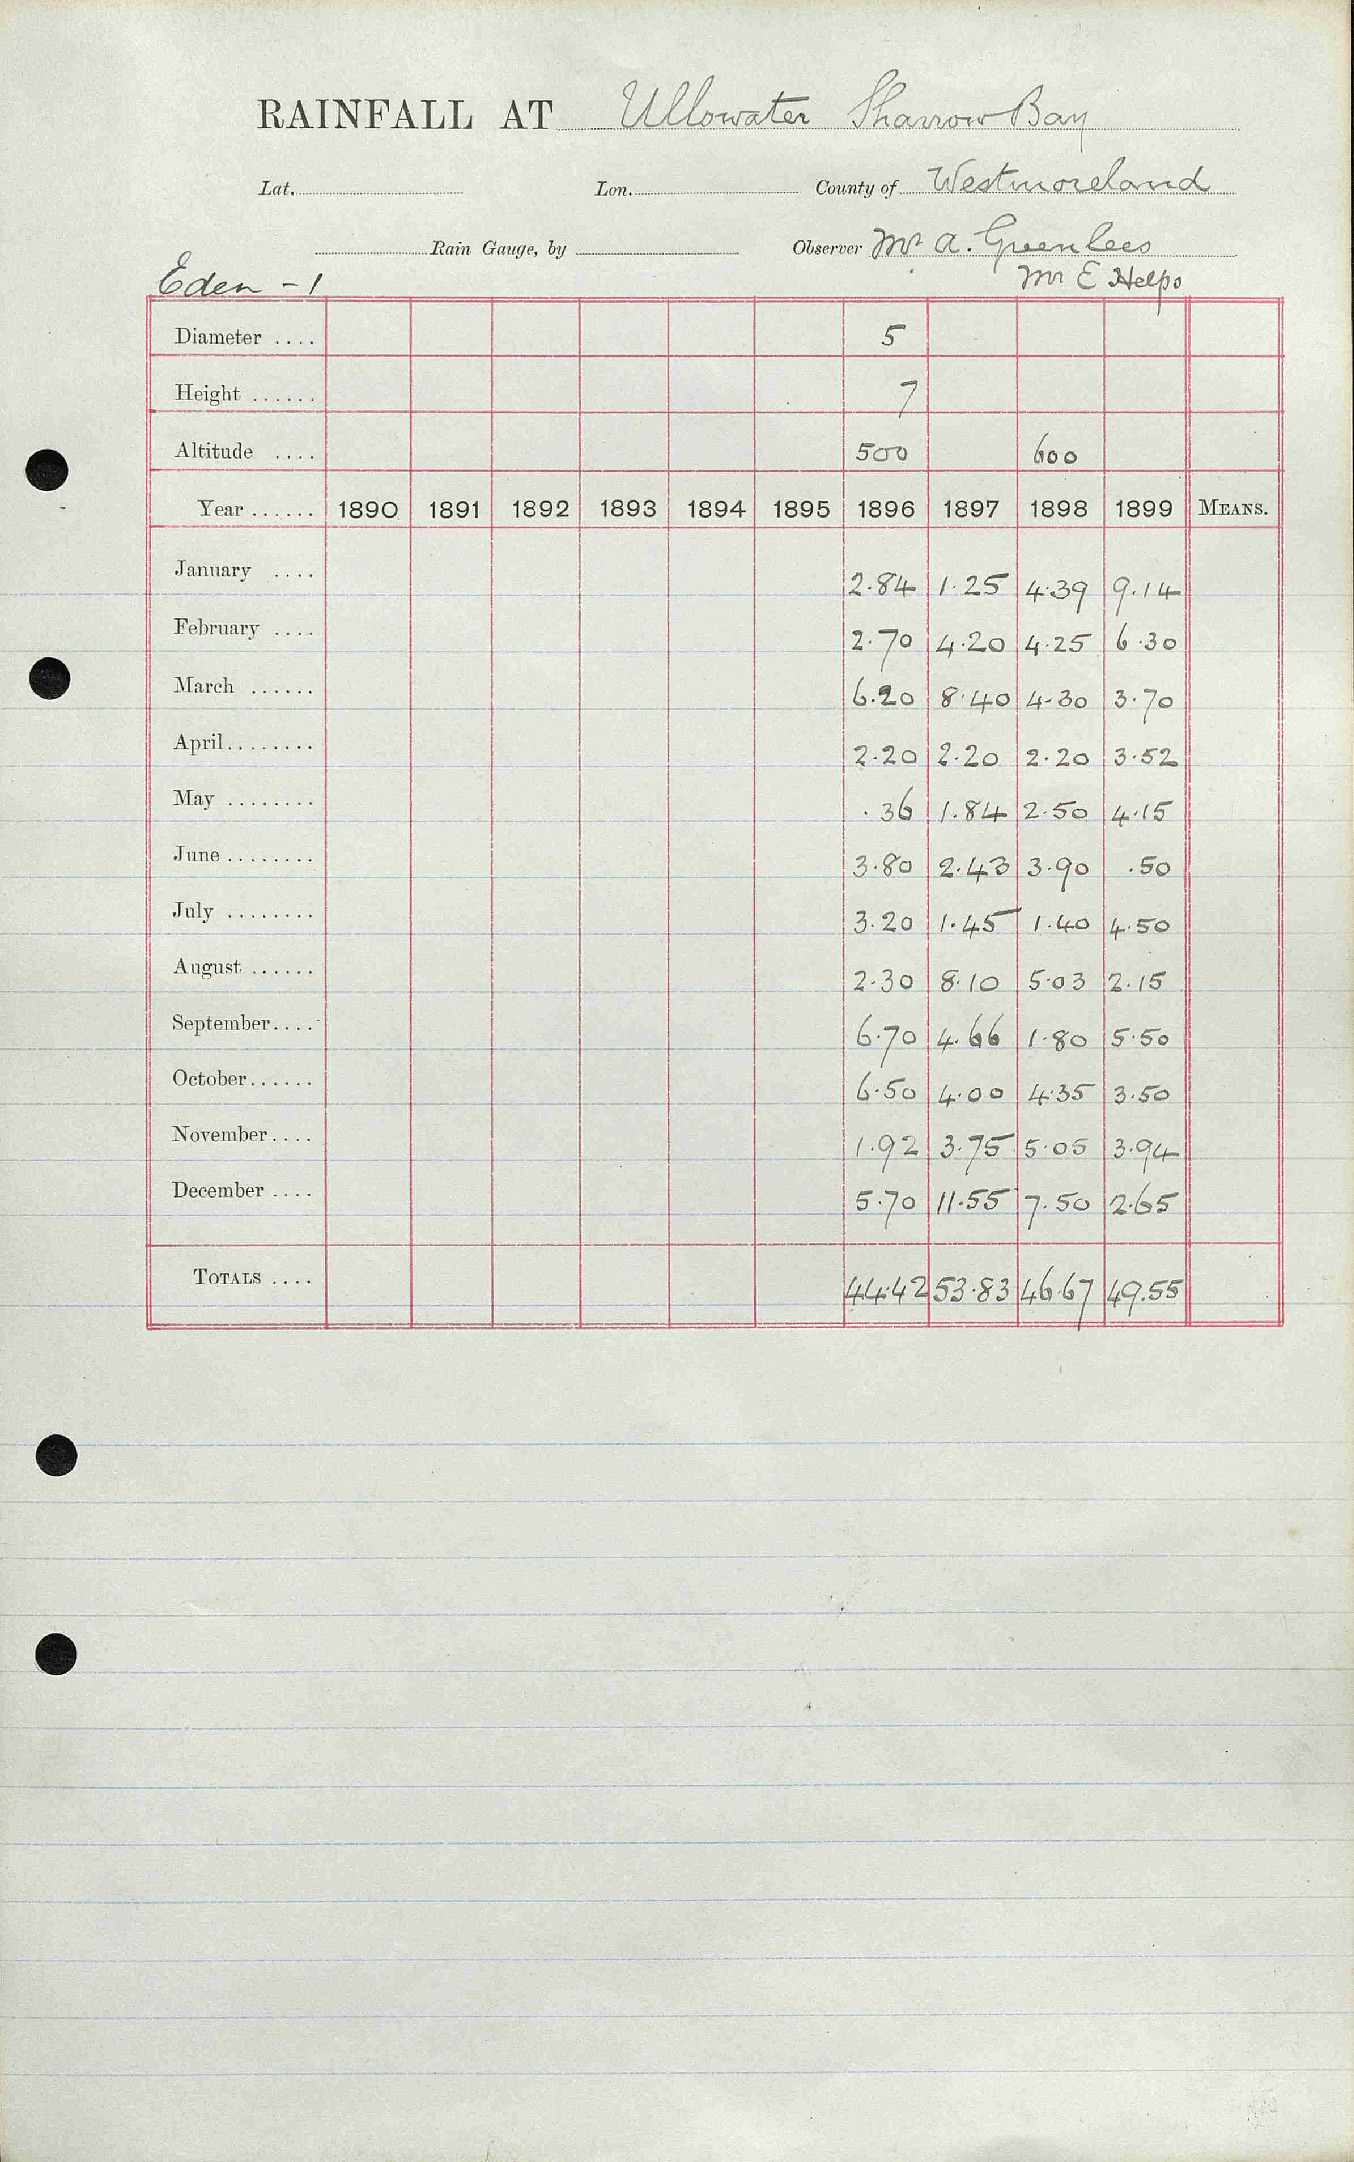 RAINFALL AT Ullswater Sharrow Bay
Lat. Lon. County of Westmoreland
Rain Gauge, by Observer Mr A. Greenlees
Eden - 1 Mr E Helps
Diameter .... 5
Height ...... 7
Altitude .... 500 600
Year ...... 1890 1891 1892 1893 1894 1895 1896 1897 1898 1899 MEANS.
January .... 2.84 1.25 4.39 9.14
February .... 2.70 4.20 4.25 6.30
March ...... 6.20 8.40 4.30 3.70
April........ 2.20 2.20 2.20 3.52
May ........ .36 1.84 2.50 4.15
June ........ 3.80 2.43 3.90 .50
July ........ 3.20 1.45 1.40 4.50
August ...... 2.30 8.10 5.03 2.15
September.... 6.70 4.66 1.80 5.50
October...... 6.50 4.00 4.35 3.50
November.... 1.92 3.75 5.05 3.94
December .... 5.70 11.55 7.50 2.65
TOTALS .... 44.42 53.83 46.67 49.55